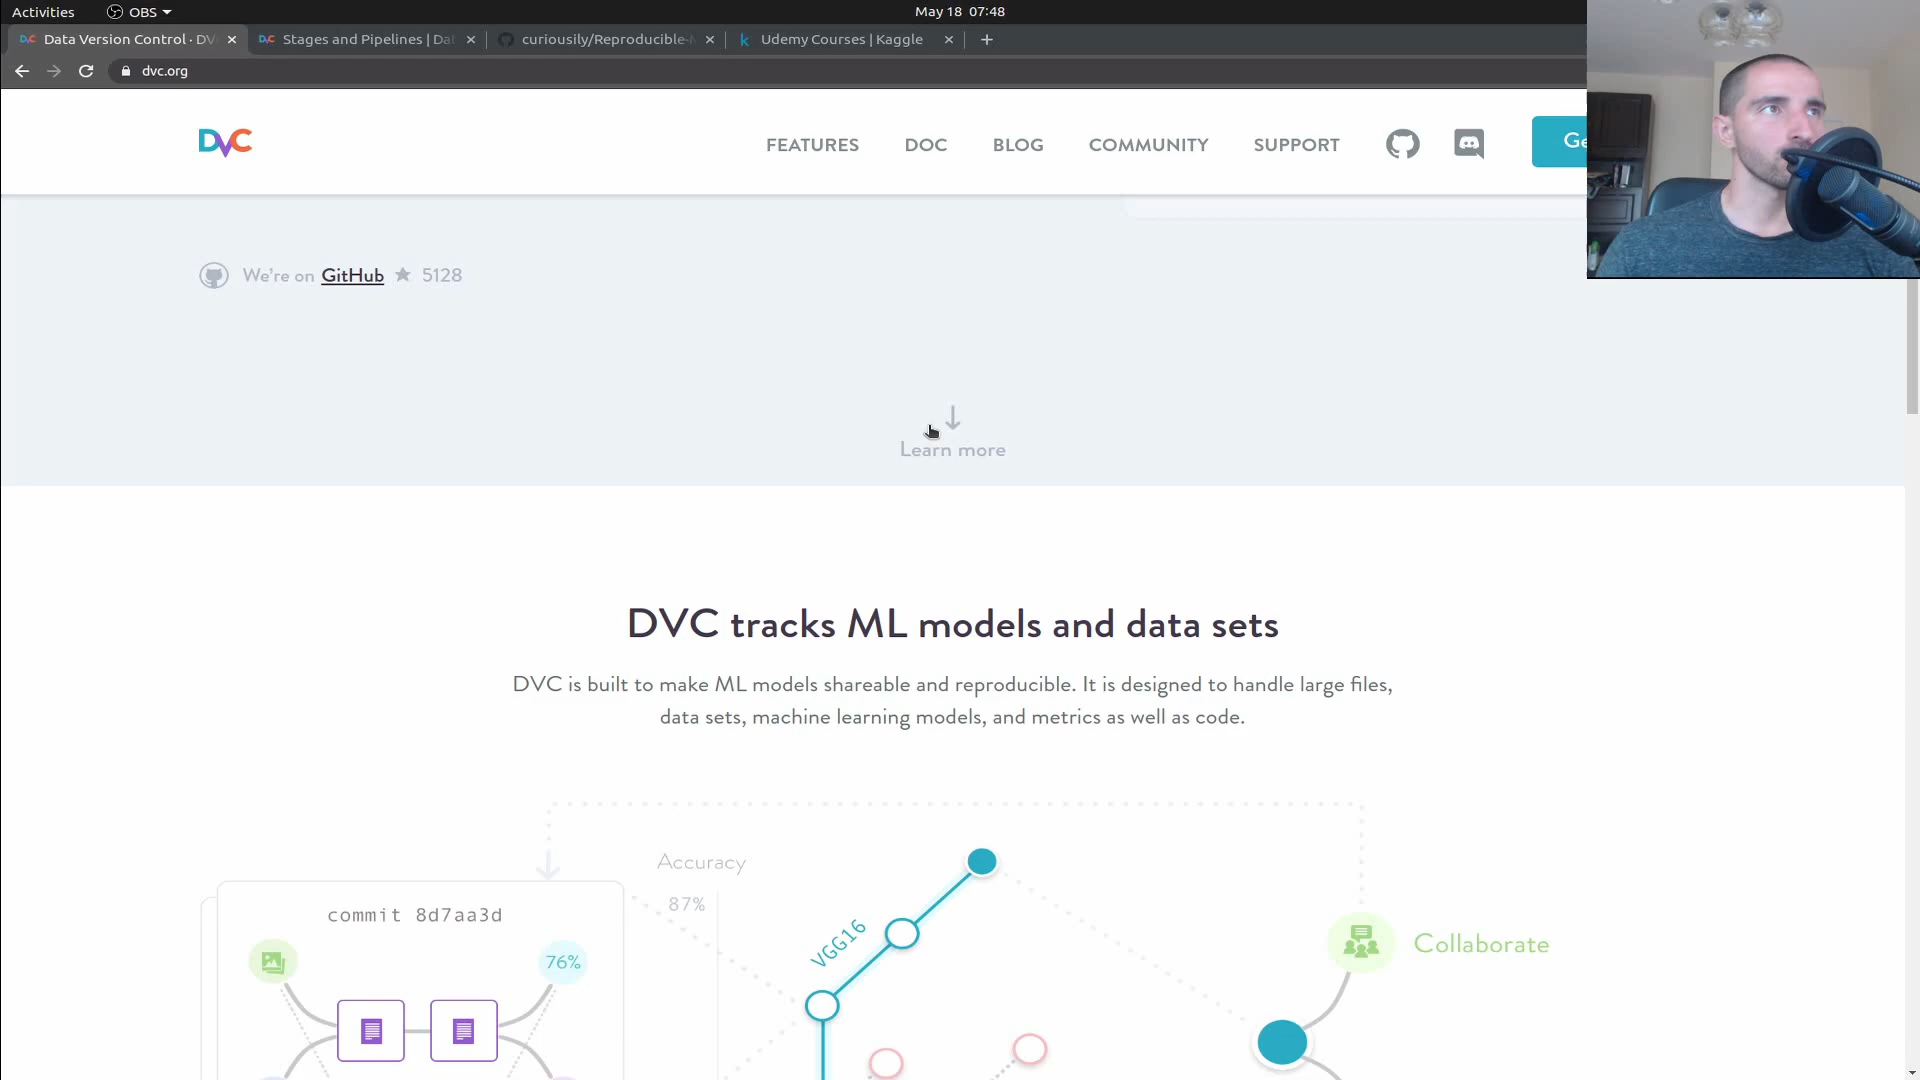 Activities
OBS
May 18 07:48
Data Version Control · DV
Stages and Pipelines | Dat
curiousily/Reproducible-
Udemy Courses | Kaggle
dvc.org
DVC
FEATURES
DOC
BLOG
COMMUNITY
SUPPORT
Ge
We're on GitHub ★ 5128
Learn more
DVC tracks ML models and data sets
DVC is built to make ML models shareable and reproducible. It is designed to handle large files,
data sets, machine learning models, and metrics as well as code.
Accuracy
87%
commit 8d7aa3d
76%
VGG16
Collaborate